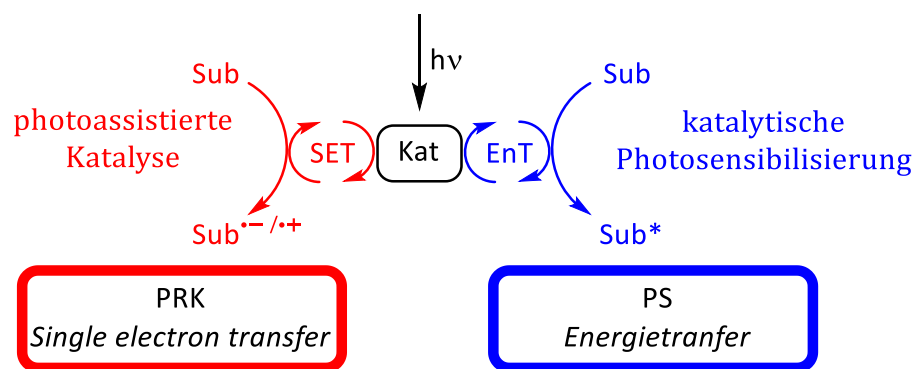 hν
Sub
Sub
photoassistierte
Katalyse
SET
Kat
EnT
katalytische
Photosensibilisierung
Sub•−/•+
Sub*
PRK
Single electron transfer
PS
Energietranfer